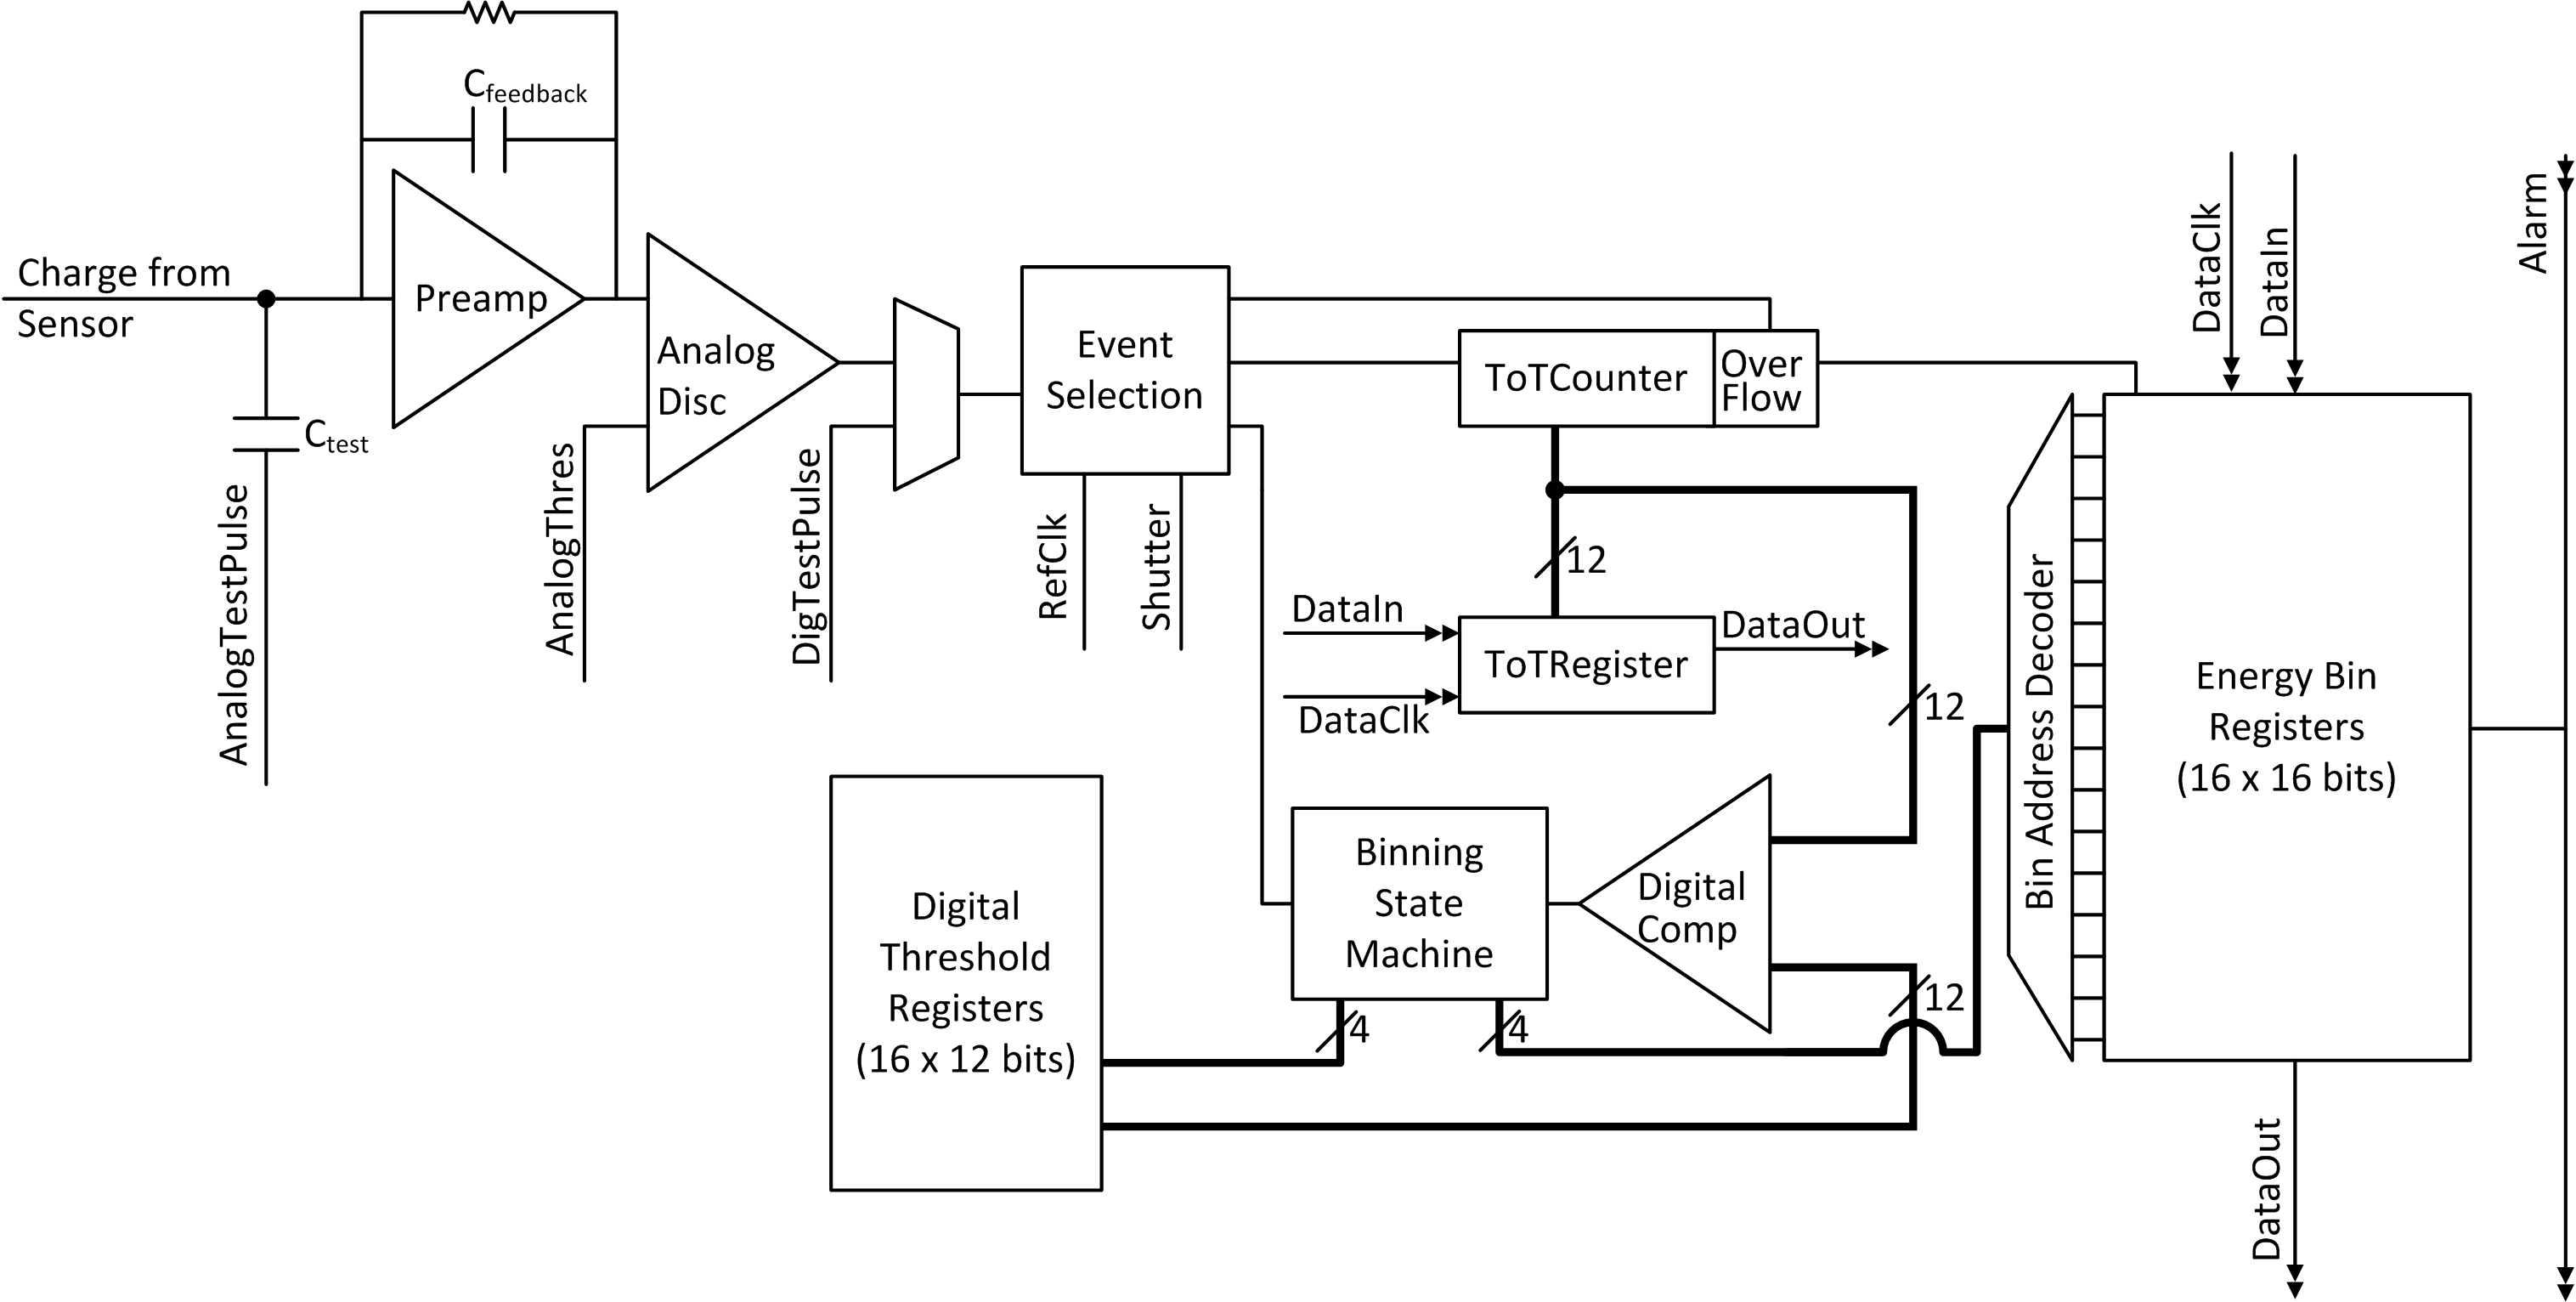 Cfeedback
Charge from
Sensor
Preamp
Ctest
AnalogTestPulse
Analog
Disc
AnalogThres
DigTestPulse
Event
Selection
RefClk
Shutter
ToTCounter
Over
Flow
12
DataIn
DataClk
ToTRegister
DataOut
12
Digital
Threshold
Registers
(16 x 12 bits)
Binning
State
Machine
4
4
Digital
Comp
12
Bin Address Decoder
DataClk
DataIn
Energy Bin
Registers
(16 x 16 bits)
DataOut
Alarm